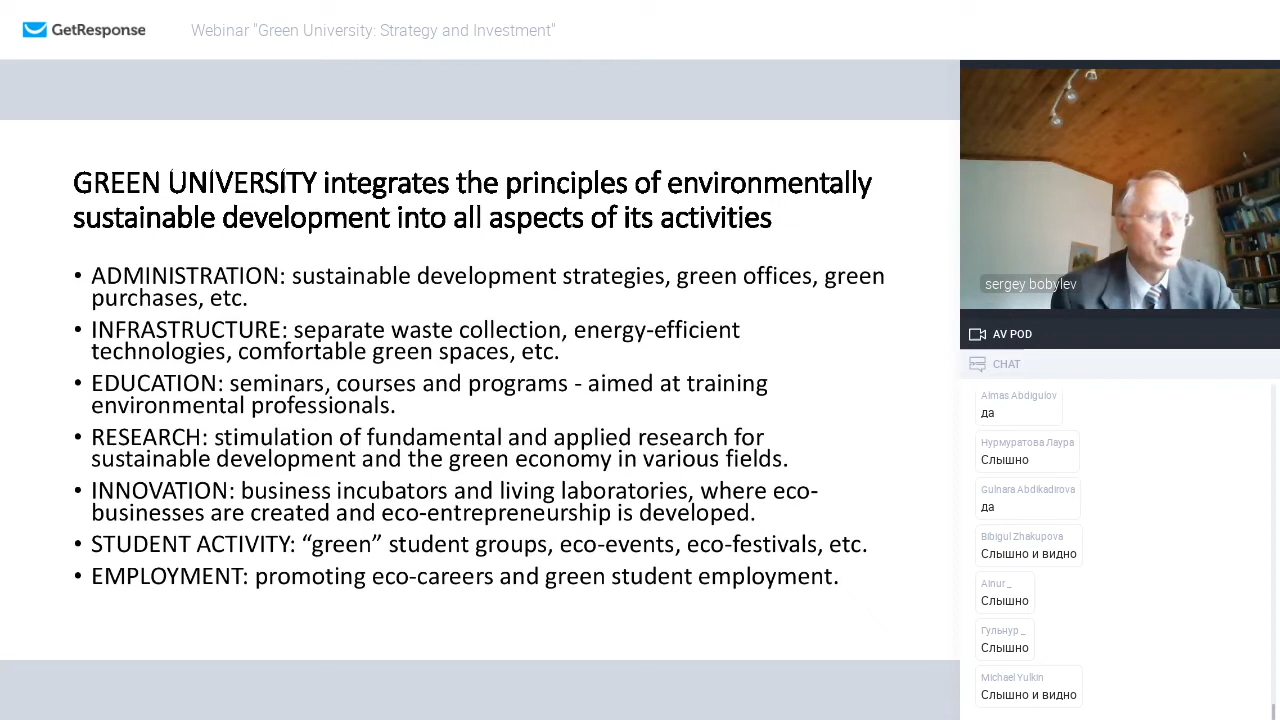 GetResponse
Webinar "Green University: Strategy and Investment"
GREEN UNIVERSITY integrates the principles of environmentally
sustainable development into all aspects of its activities
• ADMINISTRATION: sustainable development strategies, green offices, green
purchases, etc.
• INFRASTRUCTURE: separate waste collection, energy-efficient
technologies, comfortable green spaces, etc.
• EDUCATION: seminars, courses and programs - aimed at training
environmental professionals.
• RESEARCH: stimulation of fundamental and applied research for
sustainable development and the green economy in various fields.
• INNOVATION: business incubators and living laboratories, where eco-
businesses are created and eco-entrepreneurship is developed.
• STUDENT ACTIVITY: “green” student groups, eco-events, eco-festivals, etc.
• EMPLOYMENT: promoting eco-careers and green student employment.
sergey bobylev
AV POD
CHAT
Almas Abdigulov
да
Нурмуратова Лаура
Слышно
Gulnara Abdikadirova
да
Bibigul Zhakupova
Слышно и видно
Ainur _
Слышно
Гульнур _
Слышно
Michael Yulkin
Слышно и видно